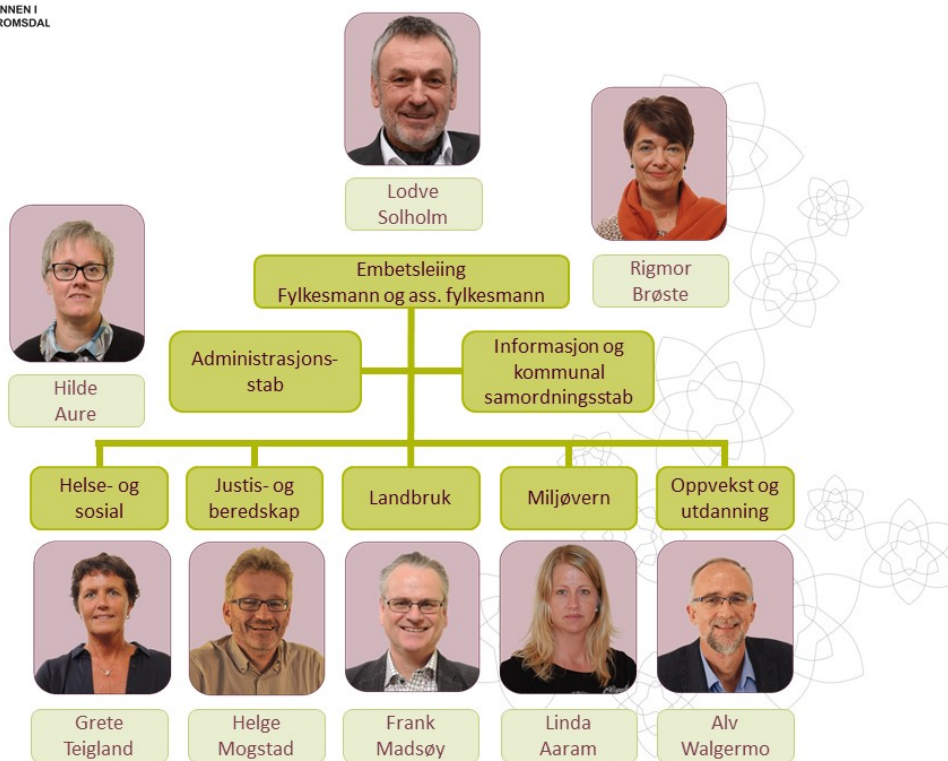 NNEN I
ROMSDAL
Lodve
Solholm
Rigmor
Brøste
Hilde
Aure
Embetsleiing
Fylkesmann og ass. fylkesmann
Administrasjons-
stab
Informasjon og
kommunal
samordningsstab
Helse- og
sosial
Justis- og
beredskap
Landbruk
Miljøvern
Oppvekst og
utdanning
Grete
Teigland
Helge
Mogstad
Frank
Madsøy
Linda
Aaram
Alv
Walgermo